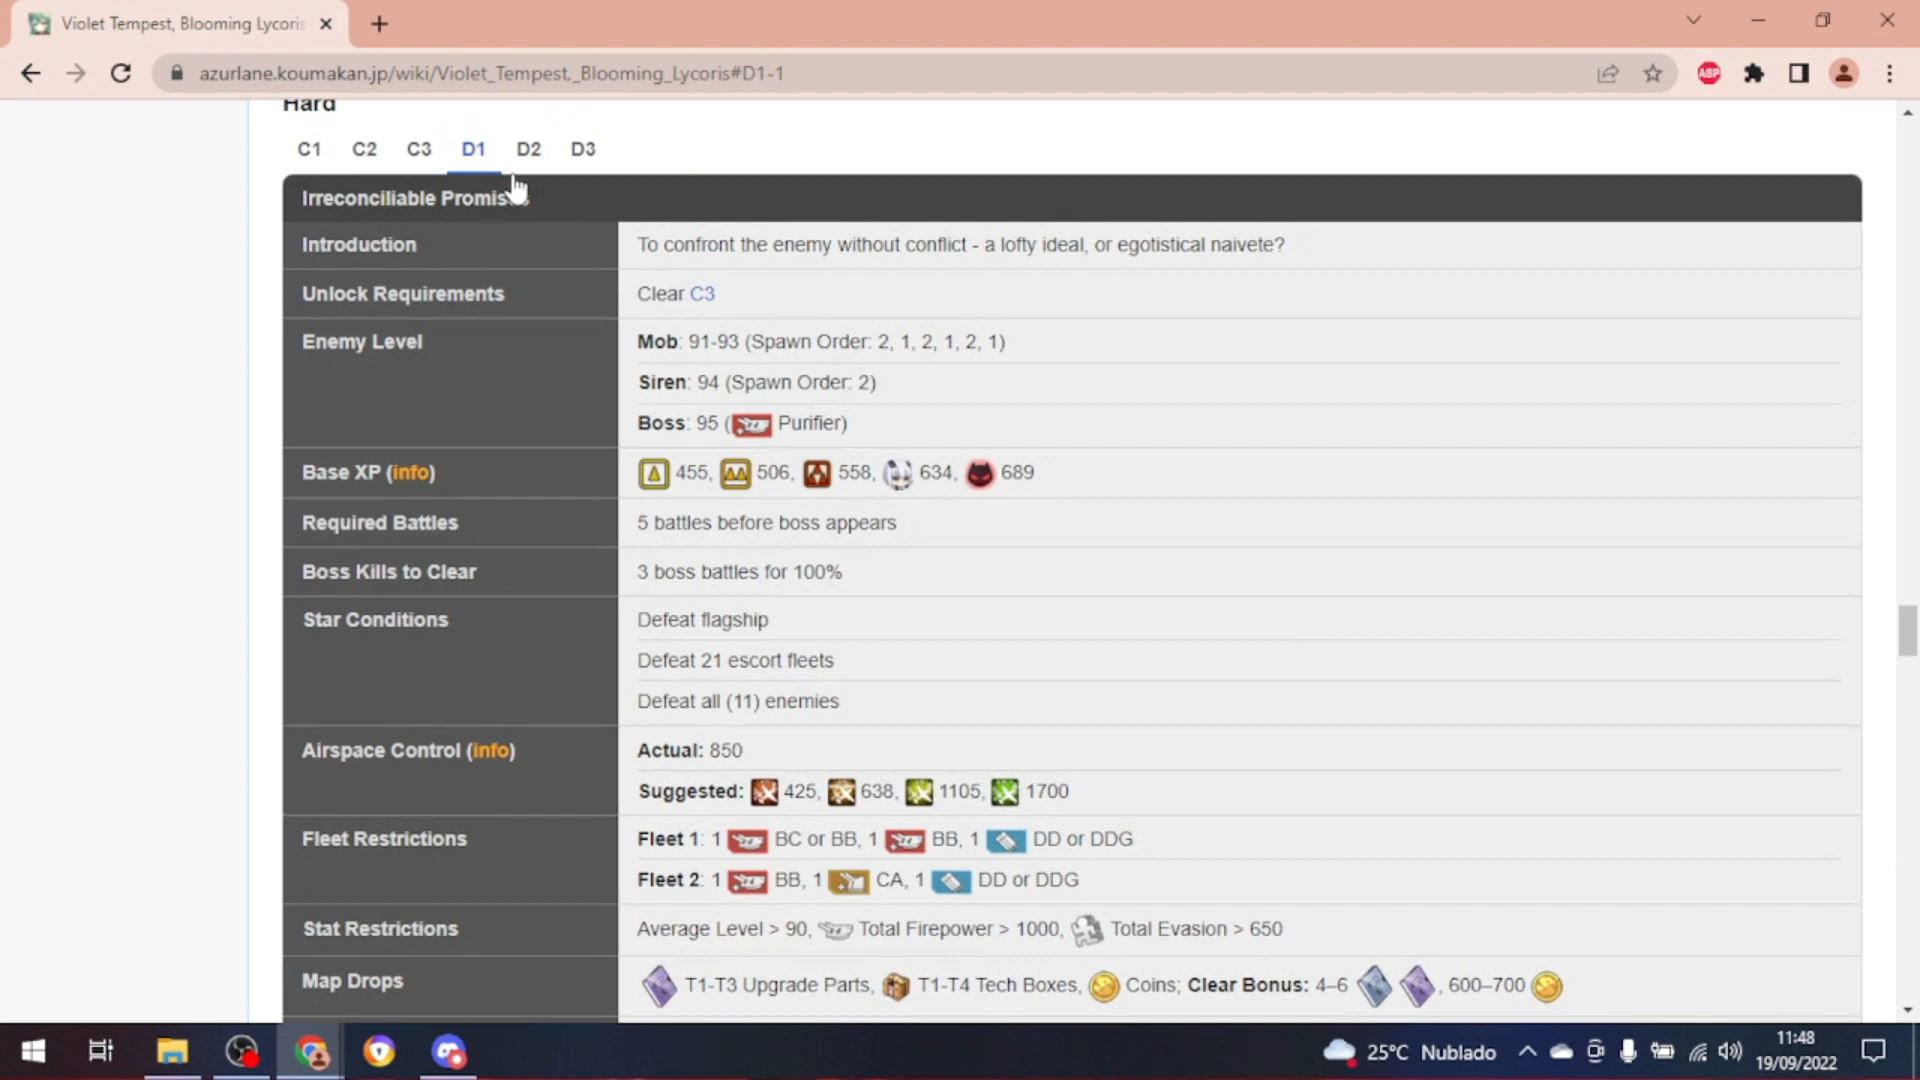 Violet Tempest, Blooming Lycoris
azurlane.koumakan.jp/wiki/Violet_Tempest,_Blooming_Lycoris#D1-1
ABP
Hard
C1 C2 C3 D1 D2 D3
Irreconciliable Promis
Introduction To confront the enemy without conflict - a lofty ideal, or egotistical naivete?
Unlock Requirements Clear C3
Enemy Level Mob: 91-93 (Spawn Order: 2, 1, 2, 1, 2, 1)
Siren: 94 (Spawn Order: 2)
Boss: 95 ( Purifier)
Base XP (info) 455, 506, 558, 634, 689
Required Battles 5 battles before boss appears
Boss Kills to Clear 3 boss battles for 100%
Star Conditions Defeat flagship
Defeat 21 escort fleets
Defeat all (11) enemies
Airspace Control (info) Actual: 850
Suggested: 425, 638, 1105, 1700
Fleet Restrictions Fleet 1: 1 BC or BB, 1 BB, 1 DD or DDG
Fleet 2: 1 BB, 1 CA, 1 DD or DDG
Stat Restrictions Average Level > 90, Total Firepower > 1000, Total Evasion > 650
Map Drops T1-T3 Upgrade Parts, T1-T4 Tech Boxes, Coins; Clear Bonus: 4–6 , 600–700
25°C Nublado
11:48
19/09/2022